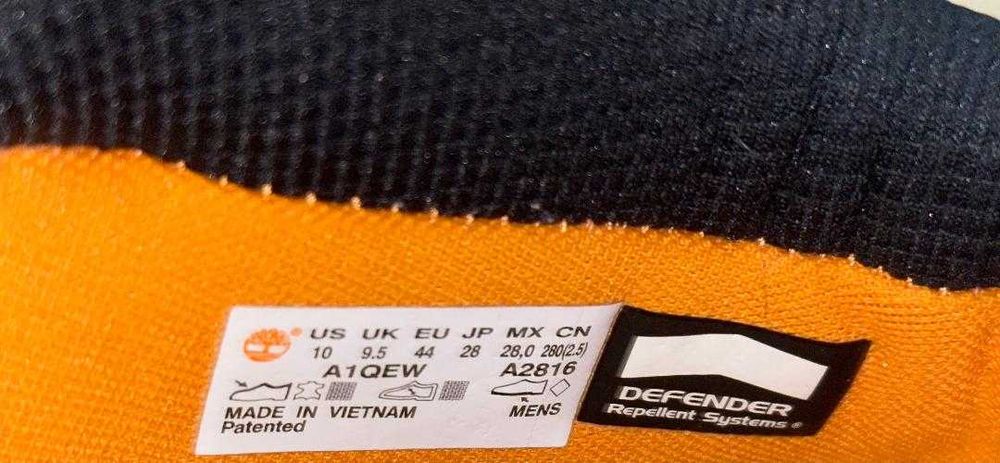 US UK EU JP MX CN
10 9.5 44 28 28,0 280(2.5)
A1QEW A2816
MENS
MADE IN VIETNAM
Patented
DEFENDER
Repellent Systems ®